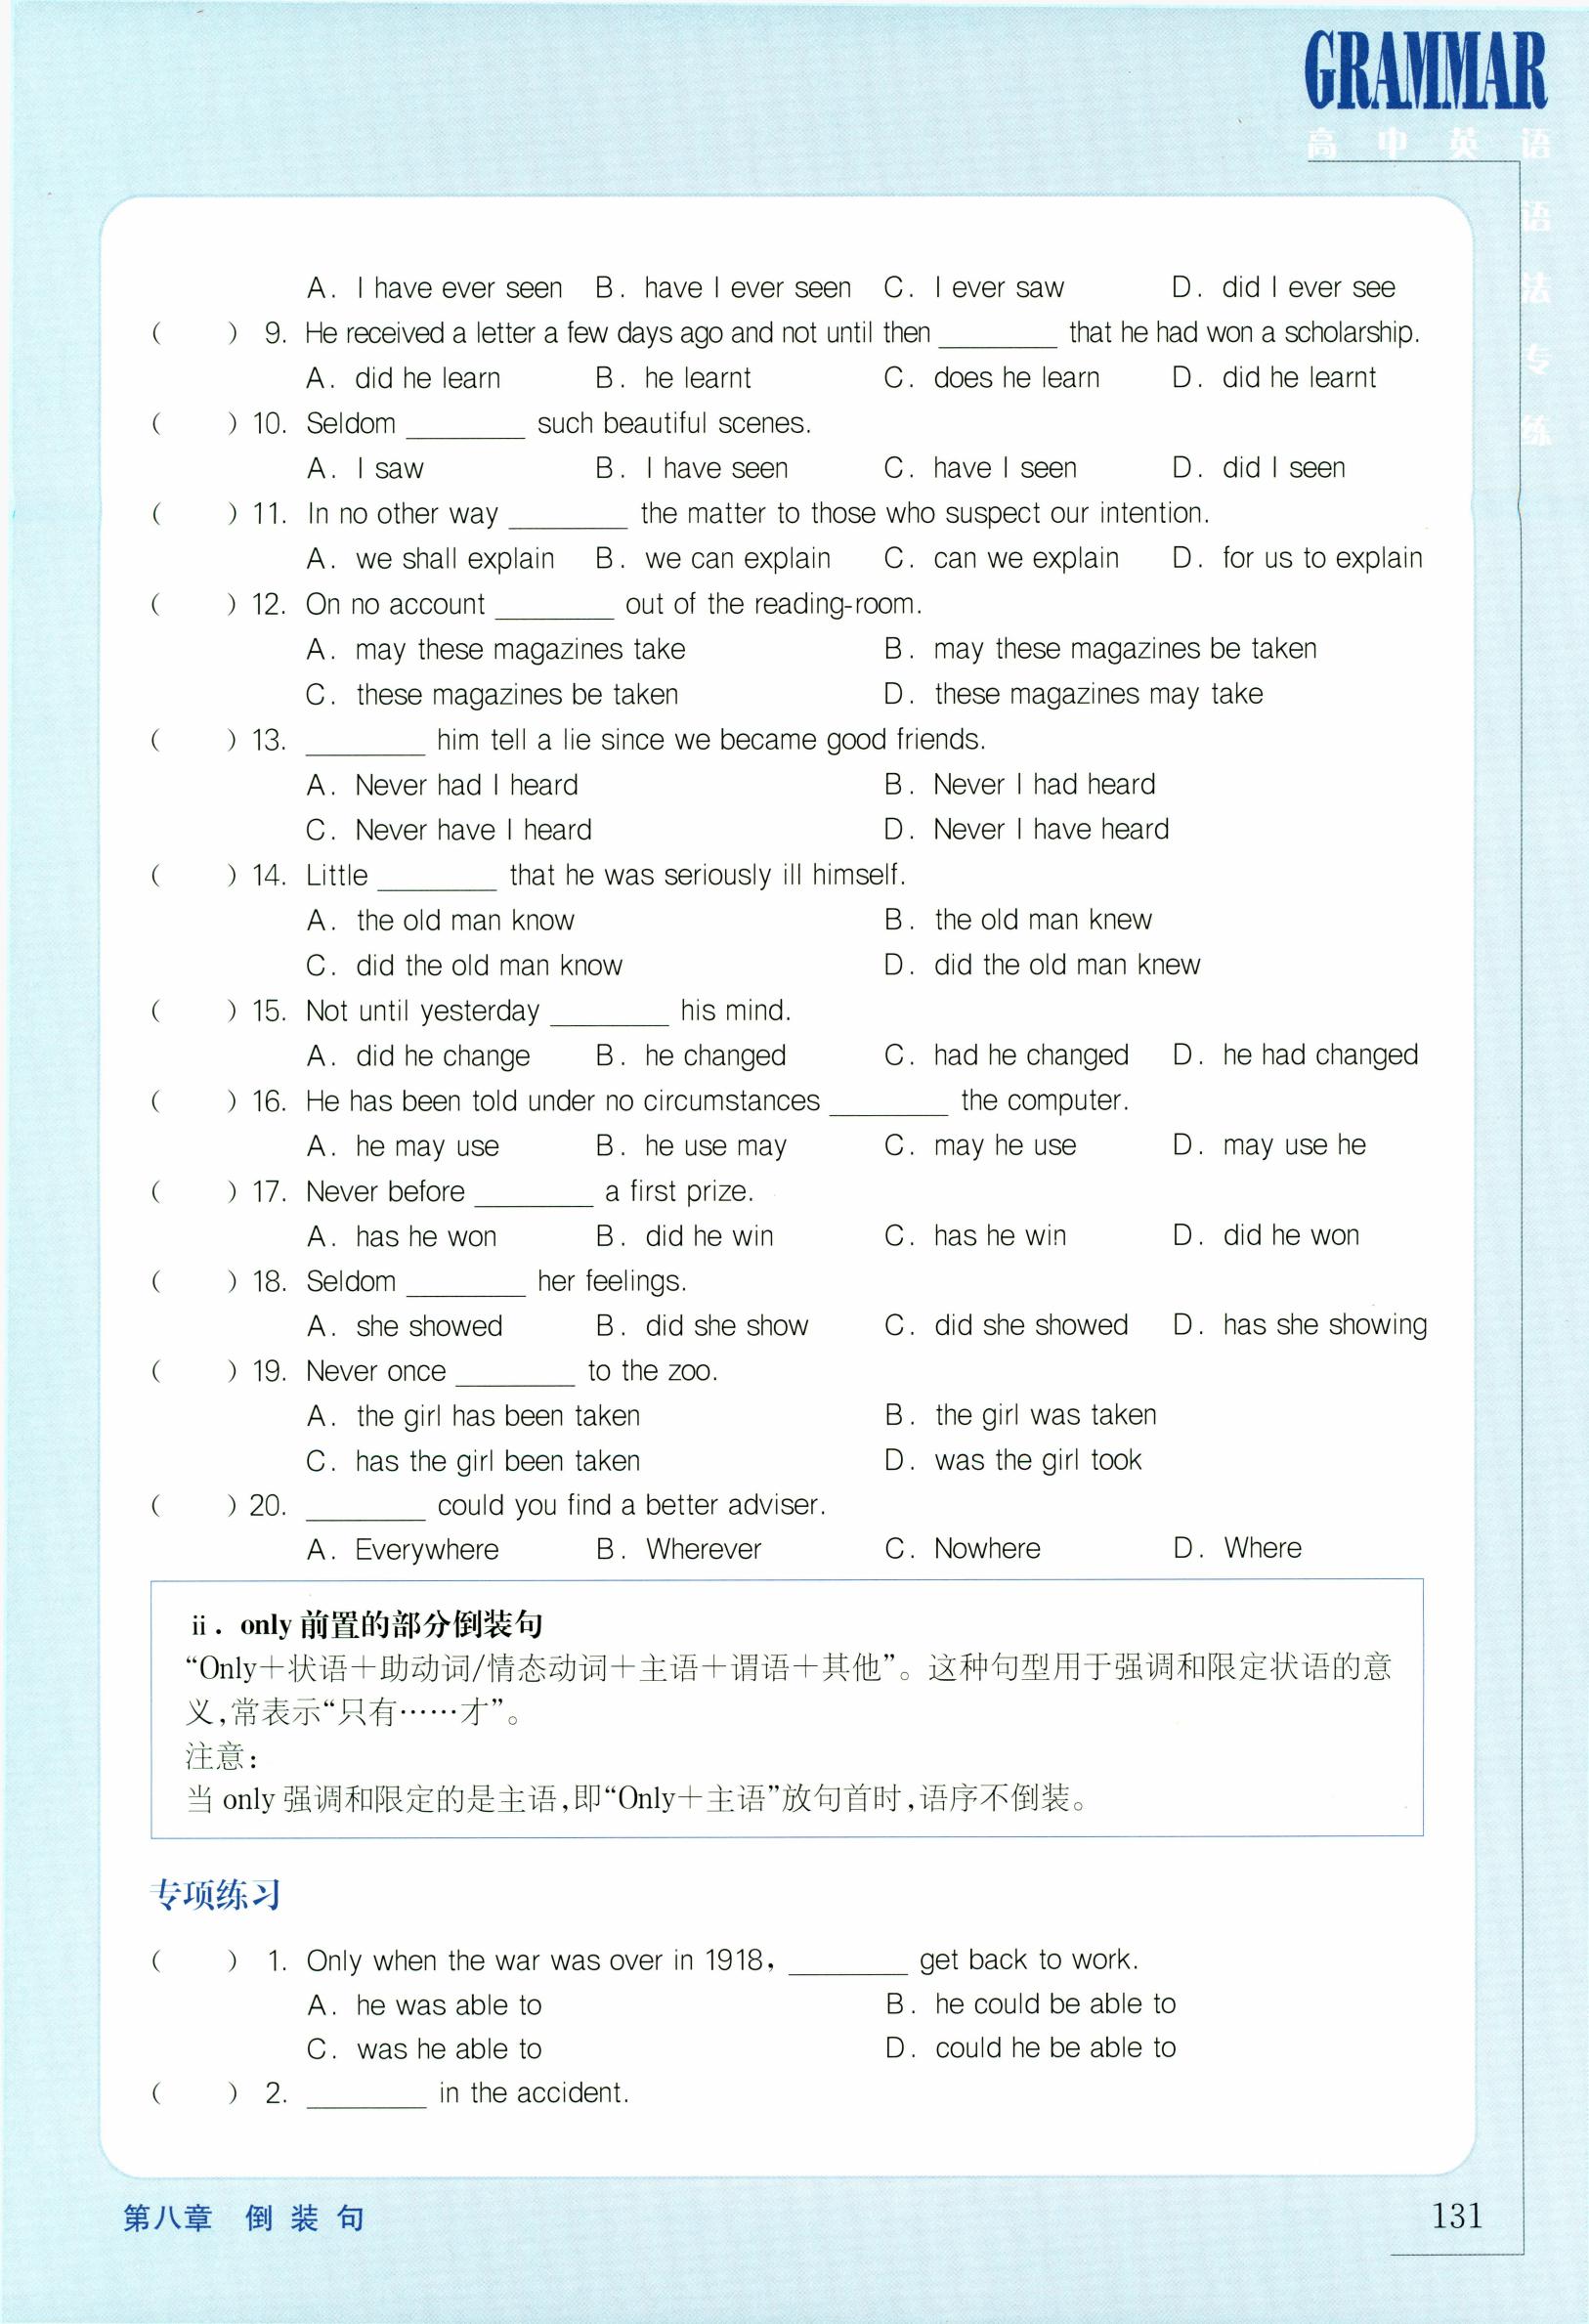 GRAMMAR
高中英语
语
法
专
练
A. I have ever seen B. have I ever seen C. I ever saw D. did I ever see
( ) 9. He received a letter a few days ago and not until then ________ that he had won a scholarship.
A. did he learn B. he learnt C. does he learn D. did he learnt
( ) 10. Seldom ________ such beautiful scenes.
A. I saw B. I have seen C. have I seen D. did I seen
( ) 11. In no other way ________ the matter to those who suspect our intention.
A. we shall explain B. we can explain C. can we explain D. for us to explain
( ) 12. On no account ________ out of the reading-room.
A. may these magazines take B. may these magazines be taken
C. these magazines be taken D. these magazines may take
( ) 13. ________ him tell a lie since we became good friends.
A. Never had I heard B. Never I had heard
C. Never have I heard D. Never I have heard
( ) 14. Little ________ that he was seriously ill himself.
A. the old man know B. the old man knew
C. did the old man know D. did the old man knew
( ) 15. Not until yesterday ________ his mind.
A. did he change B. he changed C. had he changed D. he had changed
( ) 16. He has been told under no circumstances ________ the computer.
A. he may use B. he use may C. may he use D. may use he
( ) 17. Never before ________ a first prize.
A. has he won B. did he win C. has he win D. did he won
( ) 18. Seldom ________ her feelings.
A. she showed B. did she show C. did she showed D. has she showing
( ) 19. Never once ________ to the zoo.
A. the girl has been taken B. the girl was taken
C. has the girl been taken D. was the girl took
( ) 20. ________ could you find a better adviser.
A. Everywhere B. Wherever C. Nowhere D. Where
ⅱ. only 前置的部分倒装句
“Only＋状语＋助动词/情态动词＋主语＋谓语＋其他”。这种句型用于强调和限定状语的意
义,常表示“只有……才”。
注意:
当 only 强调和限定的是主语,即“Only＋主语”放句首时,语序不倒装。
专项练习
( ) 1. Only when the war was over in 1918, ________ get back to work.
A. he was able to B. he could be able to
C. was he able to D. could he be able to
( ) 2. ________ in the accident.
第八章 倒装句 131